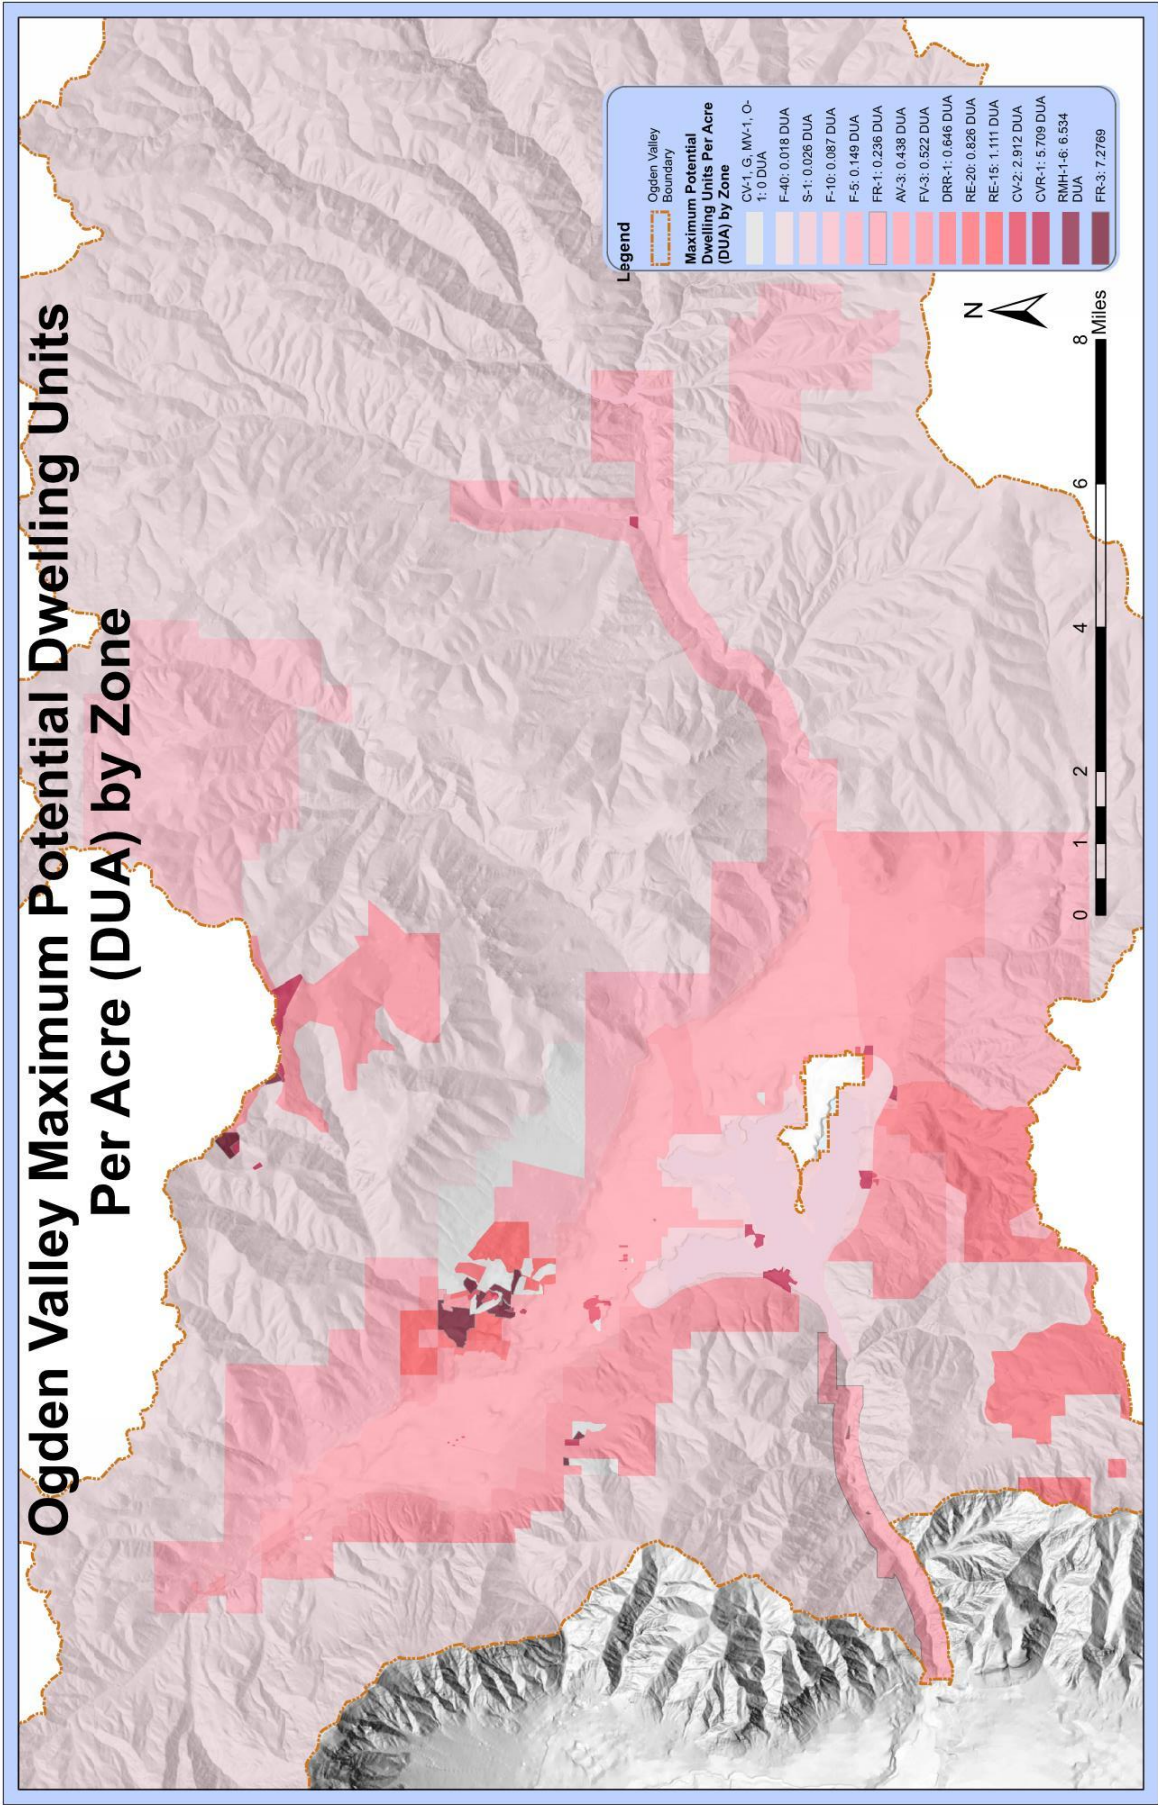 Ogden Valley Maximum Potential Dwelling Units
Per Acre (DUA) by Zone
Legend
Ogden Valley
Boundary
Maximum Potential
Dwelling Units Per Acre
(DUA) by Zone
CV-1, G, MV-1, O-
1: 0 DUA
F-40: 0.018 DUA
S-1: 0.026 DUA
F-10: 0.087 DUA
F-5: 0.149 DUA
FR-1: 0.236 DUA
AV-3: 0.438 DUA
FV-3: 0.522 DUA
DRR-1: 0.646 DUA
RE-20: 0.826 DUA
RE-15: 1.111 DUA
CV-2: 2.912 DUA
CVR-1: 5.709 DUA
RMH-1-6: 6.534
DUA
FR-3: 7.2769
N
0 1 2 4 6 8
Miles